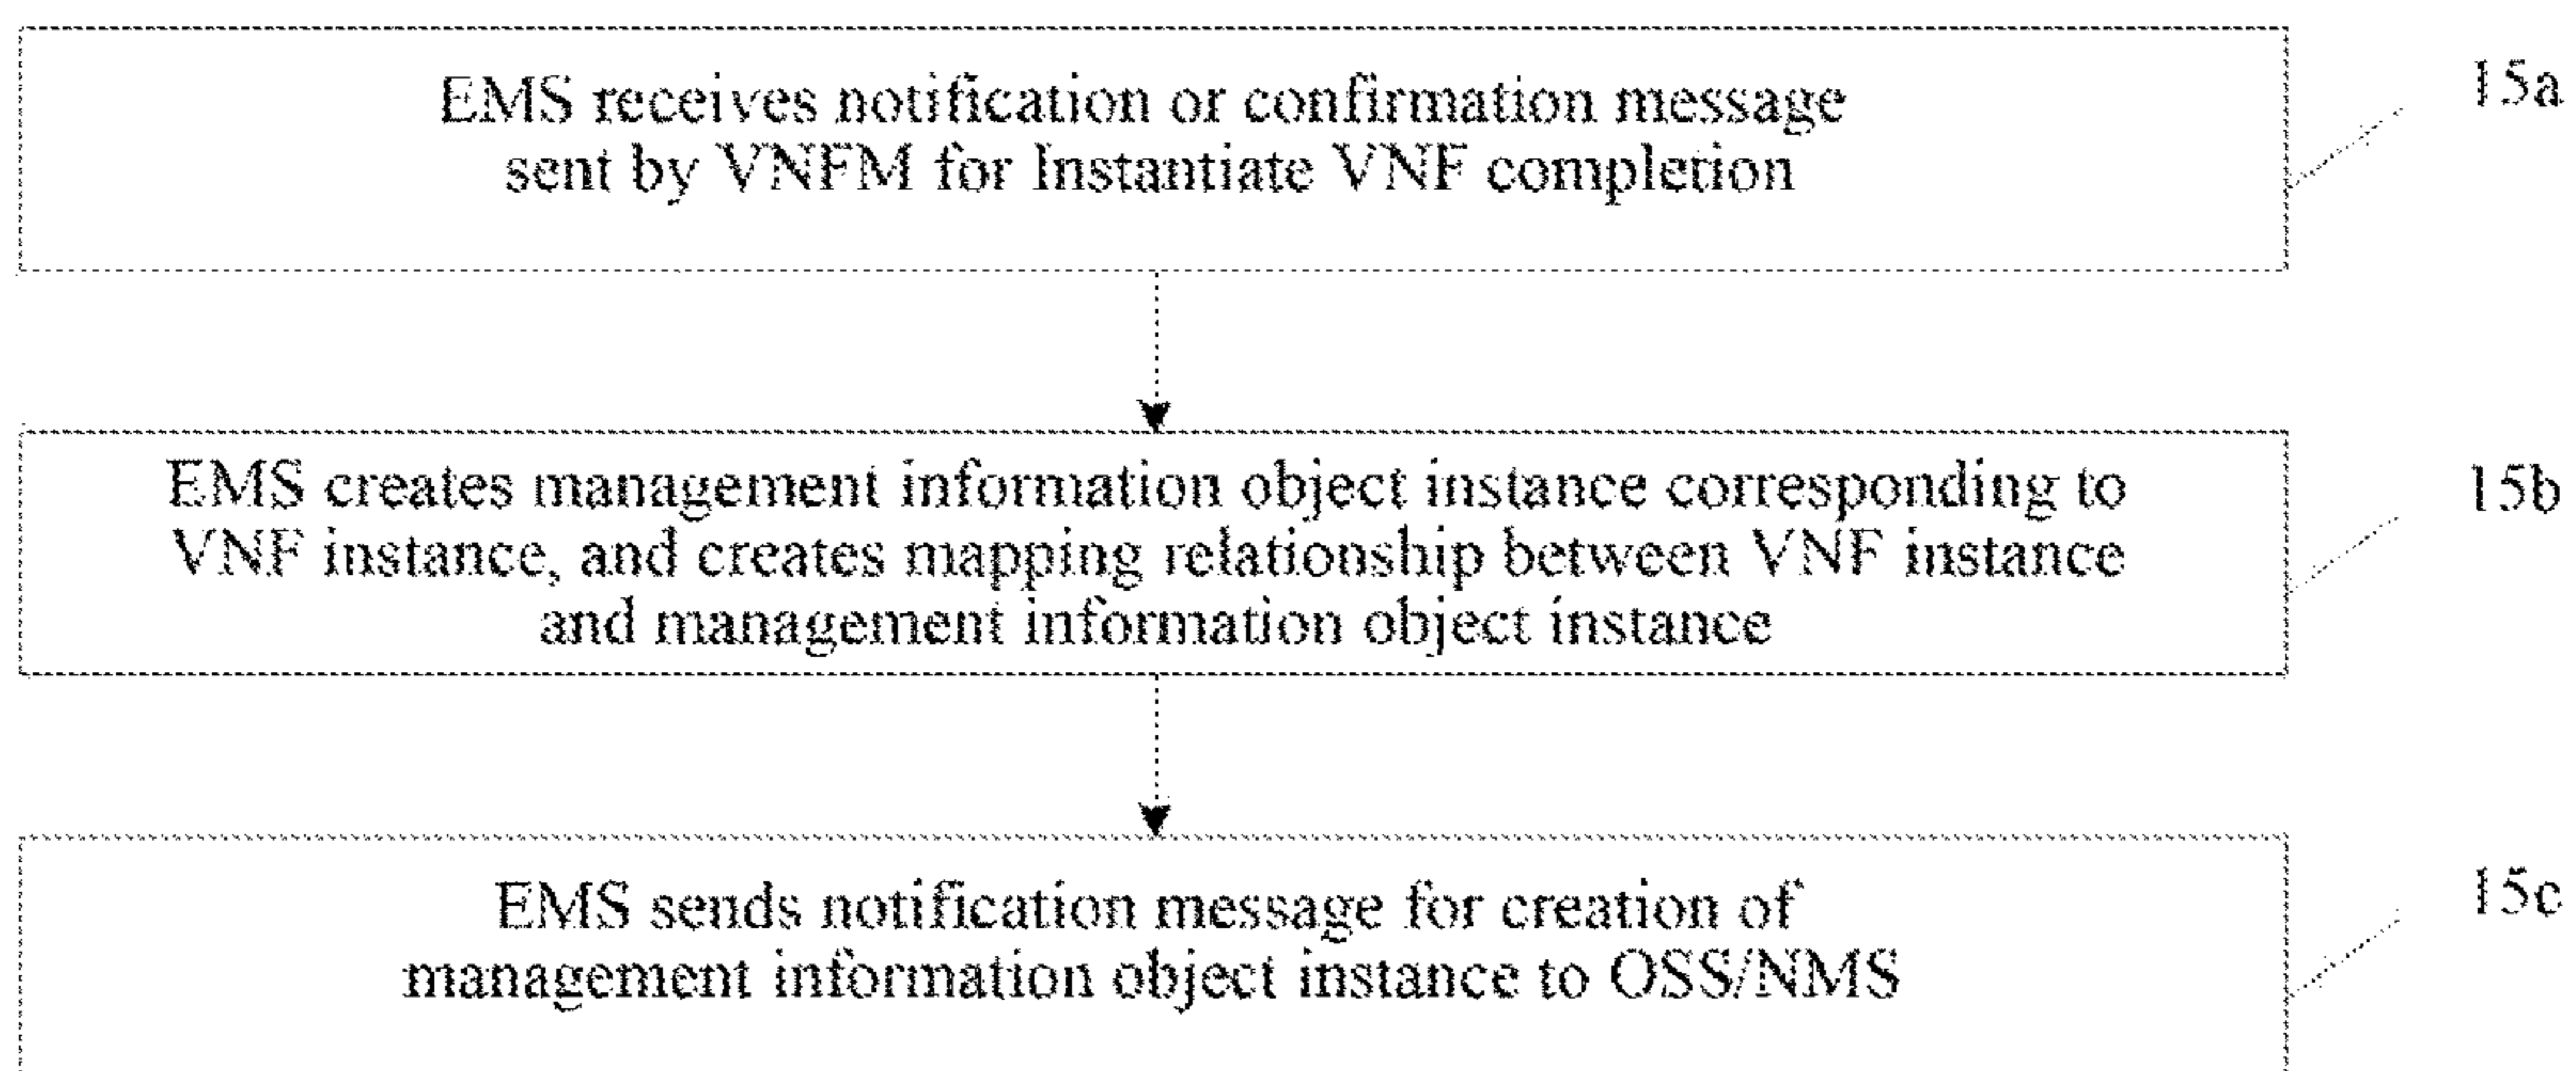 EMS receives notification or confirmation message
sent by VNFM for Instantiate VNF completion
15a
EMS creates management information object instance corresponding to
VNF instance, and creates mapping relationship between VNF instance
and management information object instance
15b
EMS sends notification message for creation of
management information object instance to OSS/NMS
15c